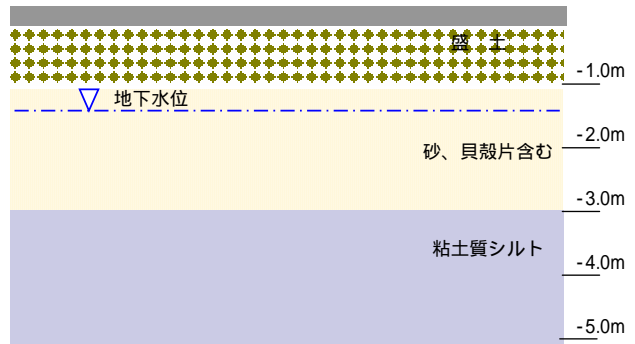 盛 土
-1.0m
地下水位
-2.0m
砂、貝殻片含む
-3.0m
粘土質シルト
-4.0m
-5.0m